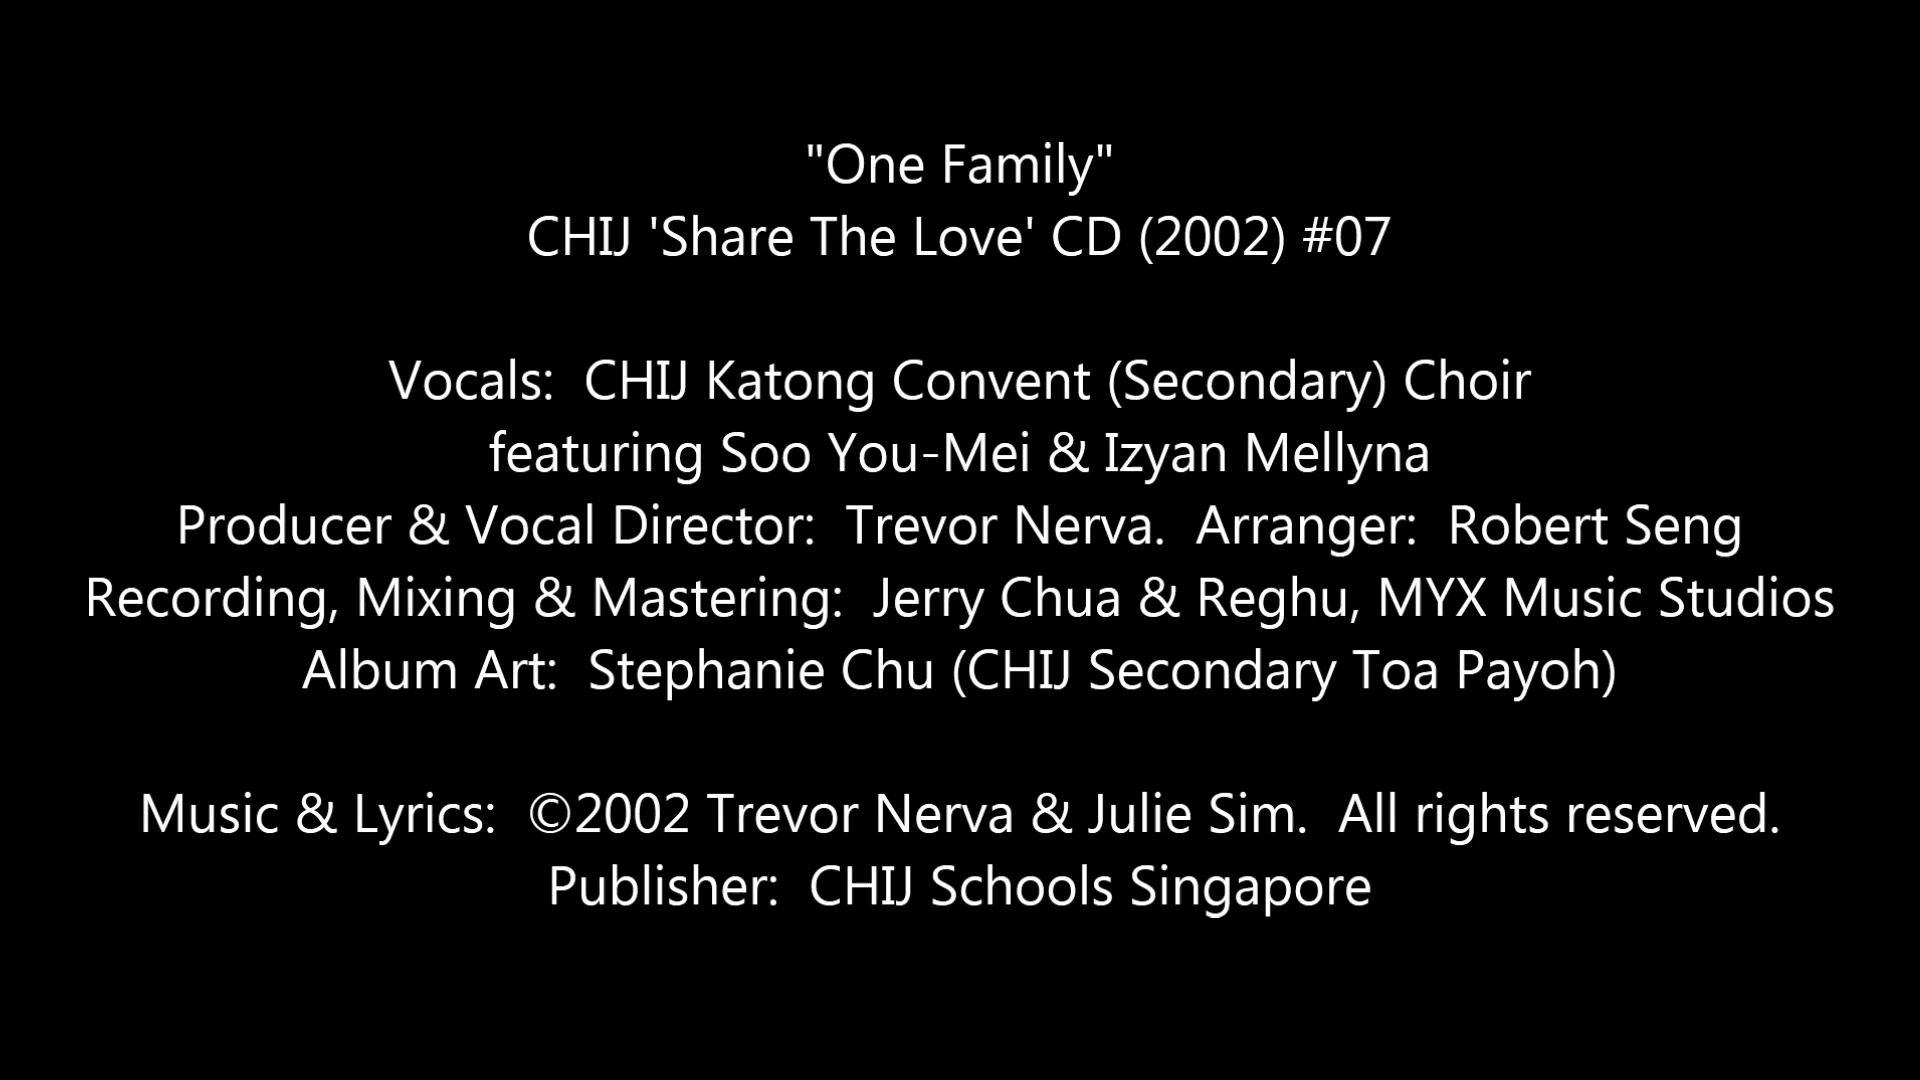 "One Family"
CHIJ 'Share The Love' CD (2002) #07
Vocals:  CHIJ Katong Convent (Secondary) Choir
featuring Soo You-Mei & Izyan Mellyna
Producer & Vocal Director:  Trevor Nerva.  Arranger:  Robert Seng
Recording, Mixing & Mastering:  Jerry Chua & Reghu, MYX Music Studios
Album Art:  Stephanie Chu (CHIJ Secondary Toa Payoh)
Music & Lyrics:  ©2002 Trevor Nerva & Julie Sim.  All rights reserved.
Publisher:  CHIJ Schools Singapore